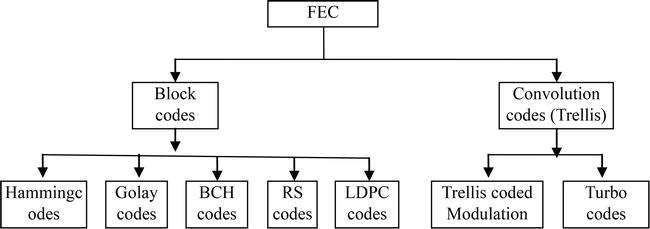 FEC
Block
codes
Convolution
codes (Trellis)
Hammingc
odes
Golay
codes
BCH
codes
RS
codes
LDPC
codes
Trellis coded
Modulation
Turbo
codes